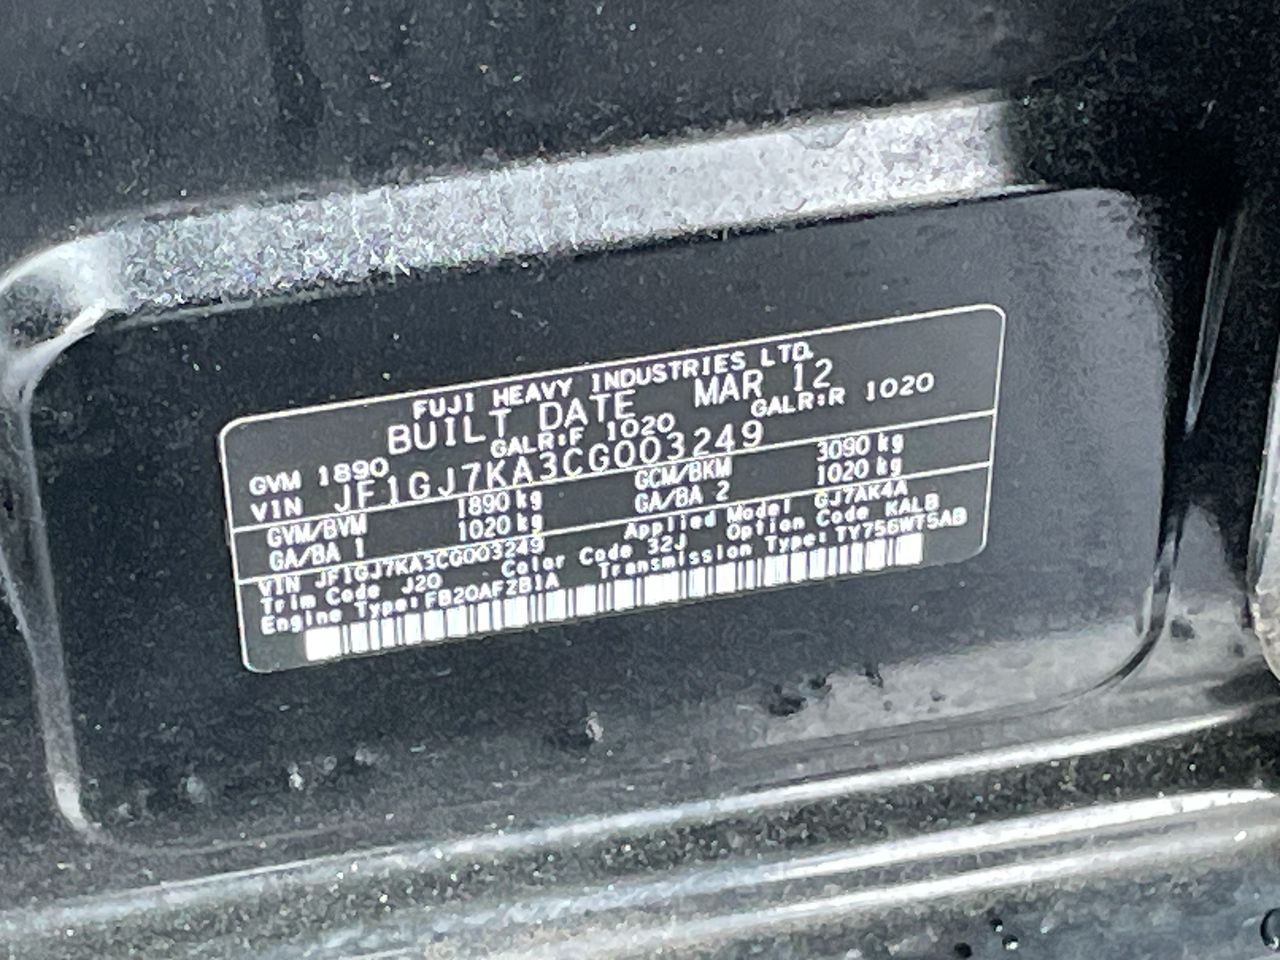 FUJI HEAVY INDUSTRIES LTD.
BUILT DATE MAR 12
GVM 1890 GALR:F 1020 GALR:R 1020
VIN JF1GJ7KA3CG003249
GVM/BVM 1890 kg GCM/BKM 3090 kg
GA/BA 1 1020 kg GA/BA 2 1020 kg
VIN JF1GJ7KA3CG003249 Applied Model GJ7AK4A
Trim Code J20 Color Code 32J Option Code KALB
Engine Type:FB20AFZB1A Transmission Type:TY756WT5AB